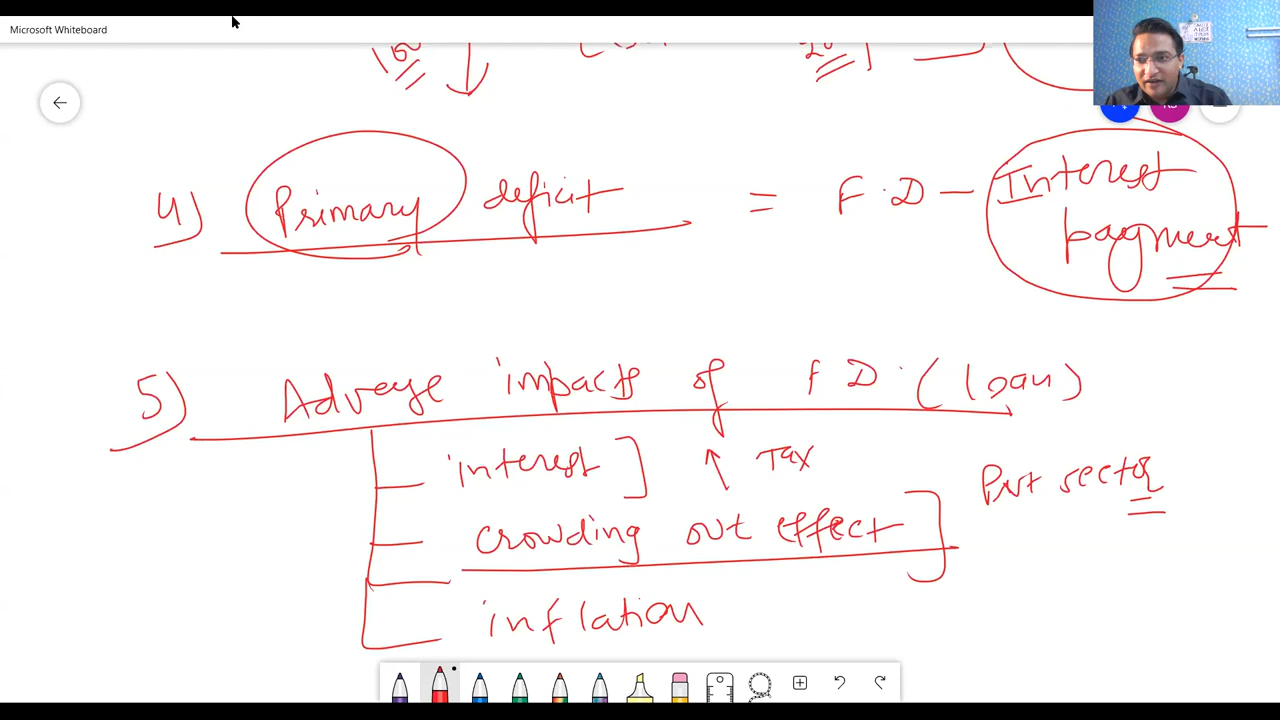 Microsoft Whiteboard
4) Primary deficit = F.D - Interest payment
5) Adverse impacts of FD. (loan)
interest ↑ Tax
crowding out effect Pvt sector
inflation